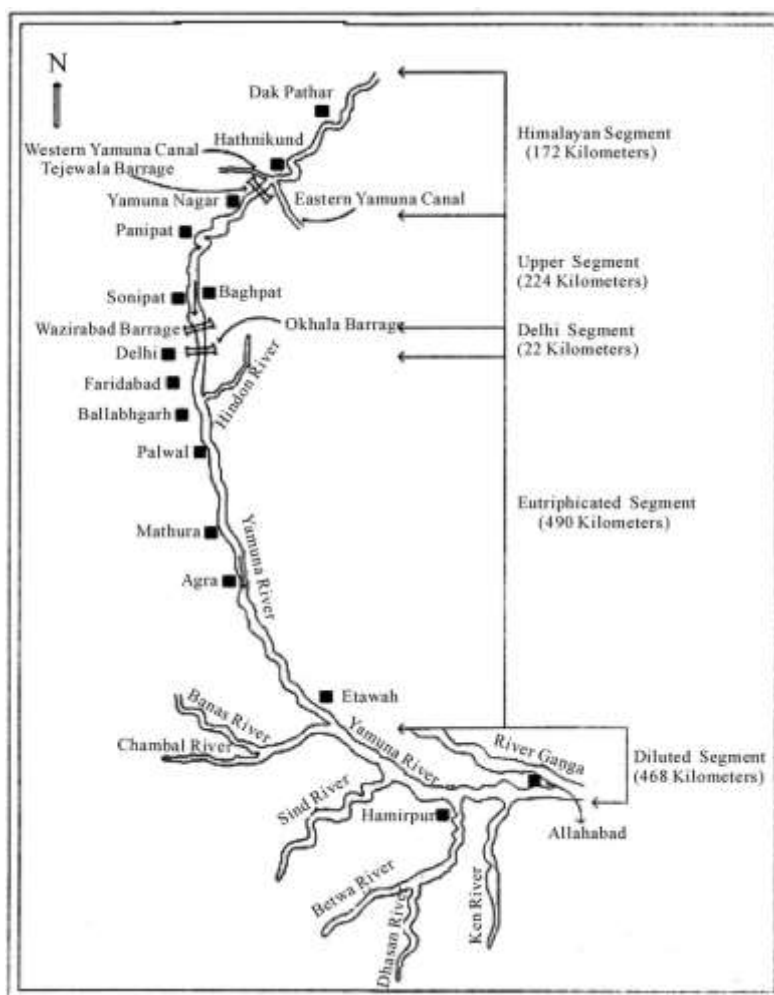 N
Dak Pathar
Hathnikund
Western Yamuna Canal
Tejewala Barrage
Yamuna Nagar
Eastern Yamuna Canal
Panipat
Sonipat
Baghpat
Wazirabad Barrage
Okhala Barrage
Delhi
Faridabad
Hindon River
Ballabhgarh
Palwal
Mathura
Yamuna River
Agra
Etawah
Banas River
Chambal River
Yamuna River
River Ganga
Sind River
Hamirpur
Allahabad
Betwa River
Dhasan River
Ken River
Himalayan Segment
(172 Kilometers)
Upper Segment
(224 Kilometers)
Delhi Segment
(22 Kilometers)
Eutriphicated Segment
(490 Kilometers)
Diluted Segment
(468 Kilometers)